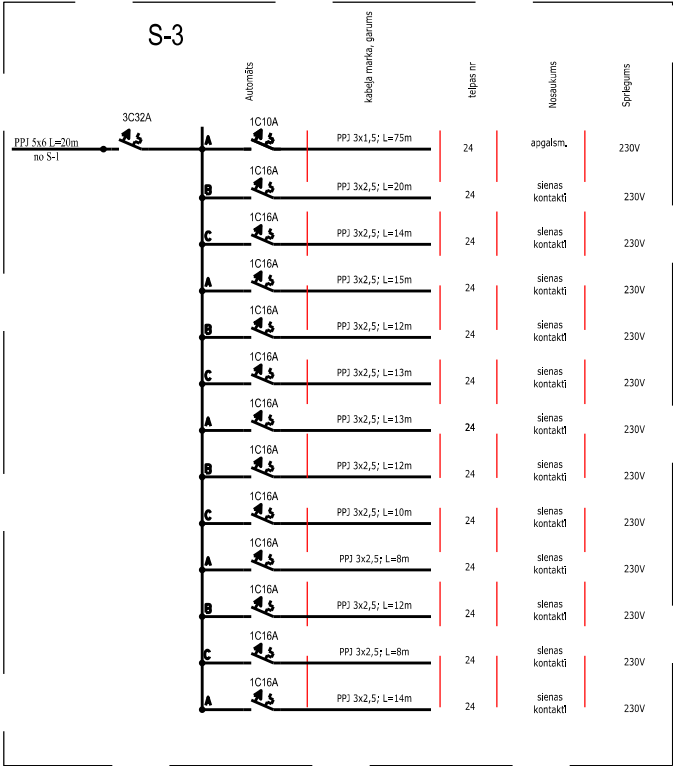 S-3
Automāts
kabeļa marka, garums
telpas nr
Nosaukums
Spriegums
3C32A
PPJ 5x6 L=20m
no S-1
A 1C10A PPJ 3x1,5; L=75m 24 apgalsm. 230V
B 1C16A PPJ 3x2,5; L=20m 24 sienas 230V
kontakti
C 1C16A PPJ 3x2,5; L=14m 24 sienas 230V
kontakti
A 1C16A PPJ 3x2,5; L=15m 24 sienas 230V
kontakti
B 1C16A PPJ 3x2,5; L=12m 24 sienas 230V
kontakti
C 1C16A PPJ 3x2,5; L=13m 24 sienas 230V
kontakti
A 1C16A PPJ 3x2,5; L=13m 24 sienas 230V
kontakti
B 1C16A PPJ 3x2,5; L=12m 24 sienas 230V
kontakti
C 1C16A PPJ 3x2,5; L=10m 24 sienas 230V
kontakti
A 1C16A PPJ 3x2,5; L=8m 24 sienas 230V
kontakti
B 1C16A PPJ 3x2,5; L=12m 24 sienas 230V
kontakti
C 1C16A PPJ 3x2,5; L=8m 24 sienas 230V
kontakti
A 1C16A PPJ 3x2,5; L=14m 24 sienas 230V
kontakti